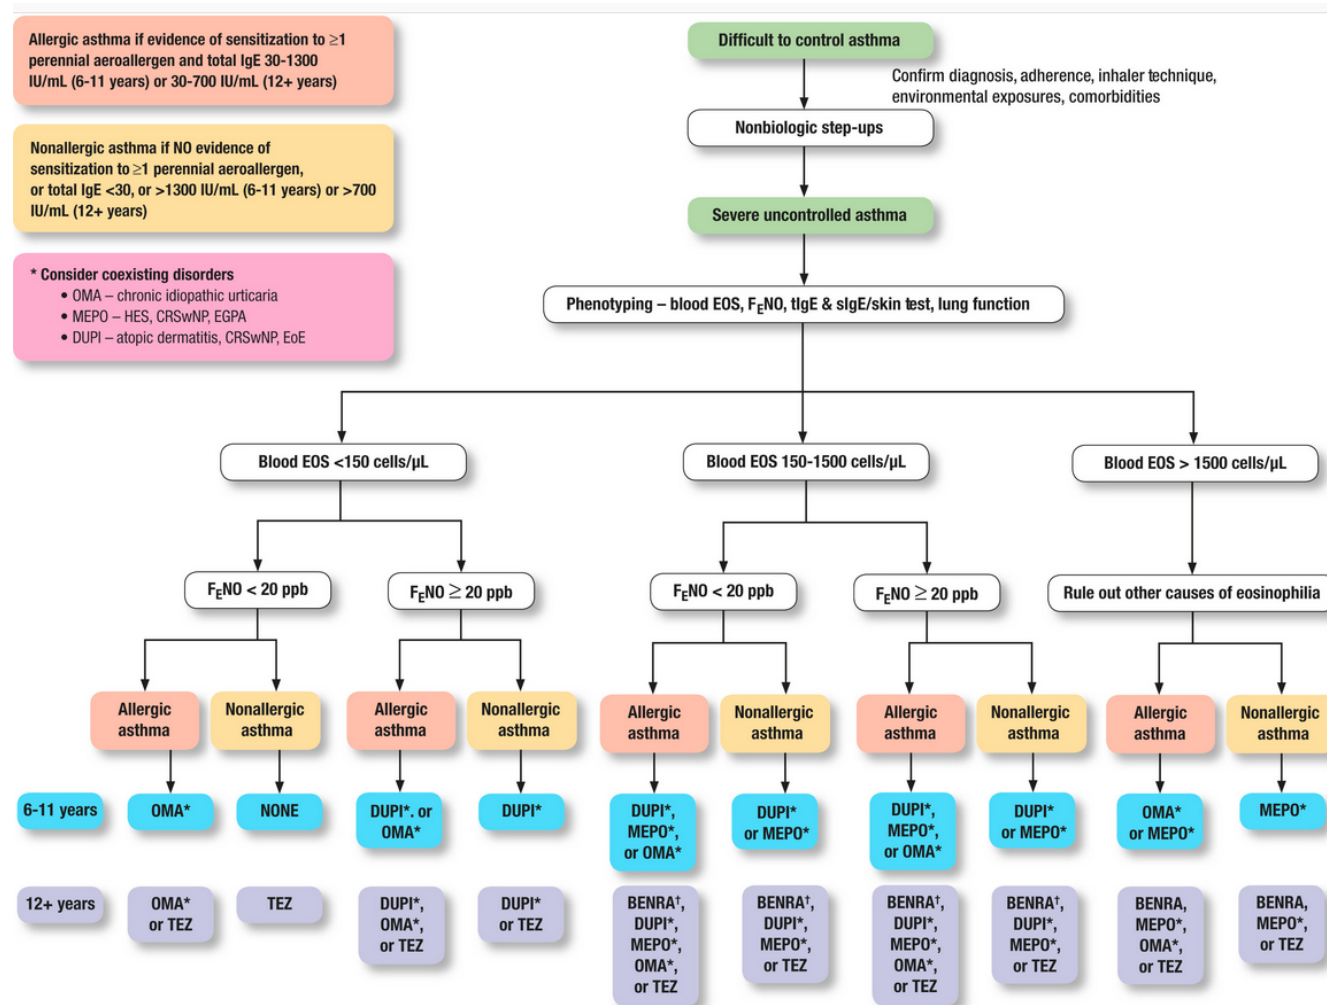 Allergic asthma if evidence of sensitization to ≥1
perennial aeroallergen and total IgE 30-1300
IU/mL (6-11 years) or 30-700 IU/mL (12+ years)
Nonallergic asthma if NO evidence of
sensitization to ≥1 perennial aeroallergen,
or total IgE <30, or >1300 IU/mL (6-11 years) or >700
IU/mL (12+ years)
* Consider coexisting disorders
• OMA – chronic idiopathic urticaria
• MEPO – HES, CRSwNP, EGPA
• DUPI – atopic dermatitis, CRSwNP, EoE
Difficult to control asthma
Confirm diagnosis, adherence, inhaler technique,
environmental exposures, comorbidities
Nonbiologic step-ups
Severe uncontrolled asthma
Phenotyping – blood EOS, FENO, tIgE & sIgE/skin test, lung function
Blood EOS <150 cells/µL
Blood EOS 150-1500 cells/µL
Blood EOS > 1500 cells/µL
FENO < 20 ppb
FENO ≥ 20 ppb
FENO < 20 ppb
FENO ≥ 20 ppb
Rule out other causes of eosinophilia
Allergic
asthma
Nonallergic
asthma
Allergic
asthma
Nonallergic
asthma
Allergic
asthma
Nonallergic
asthma
Allergic
asthma
Nonallergic
asthma
Allergic
asthma
Nonallergic
asthma
6-11 years
OMA*
NONE
DUPI*. or
OMA*
DUPI*
DUPI*,
MEPO*,
or OMA*
DUPI*
or MEPO*
DUPI*,
MEPO*,
or OMA*
DUPI*
or MEPO*
OMA*
or MEPO*
MEPO*
12+ years
OMA*
or TEZ
TEZ
DUPI*,
OMA*,
or TEZ
DUPI*
or TEZ
BENRA†,
DUPI*,
MEPO*,
OMA*,
or TEZ
BENRA†,
DUPI*,
MEPO*,
or TEZ
BENRA†,
DUPI*,
MEPO*,
OMA*,
or TEZ
BENRA†,
DUPI*,
MEPO*,
or TEZ
BENRA,
MEPO*,
OMA*,
or TEZ
BENRA,
MEPO*,
or TEZ